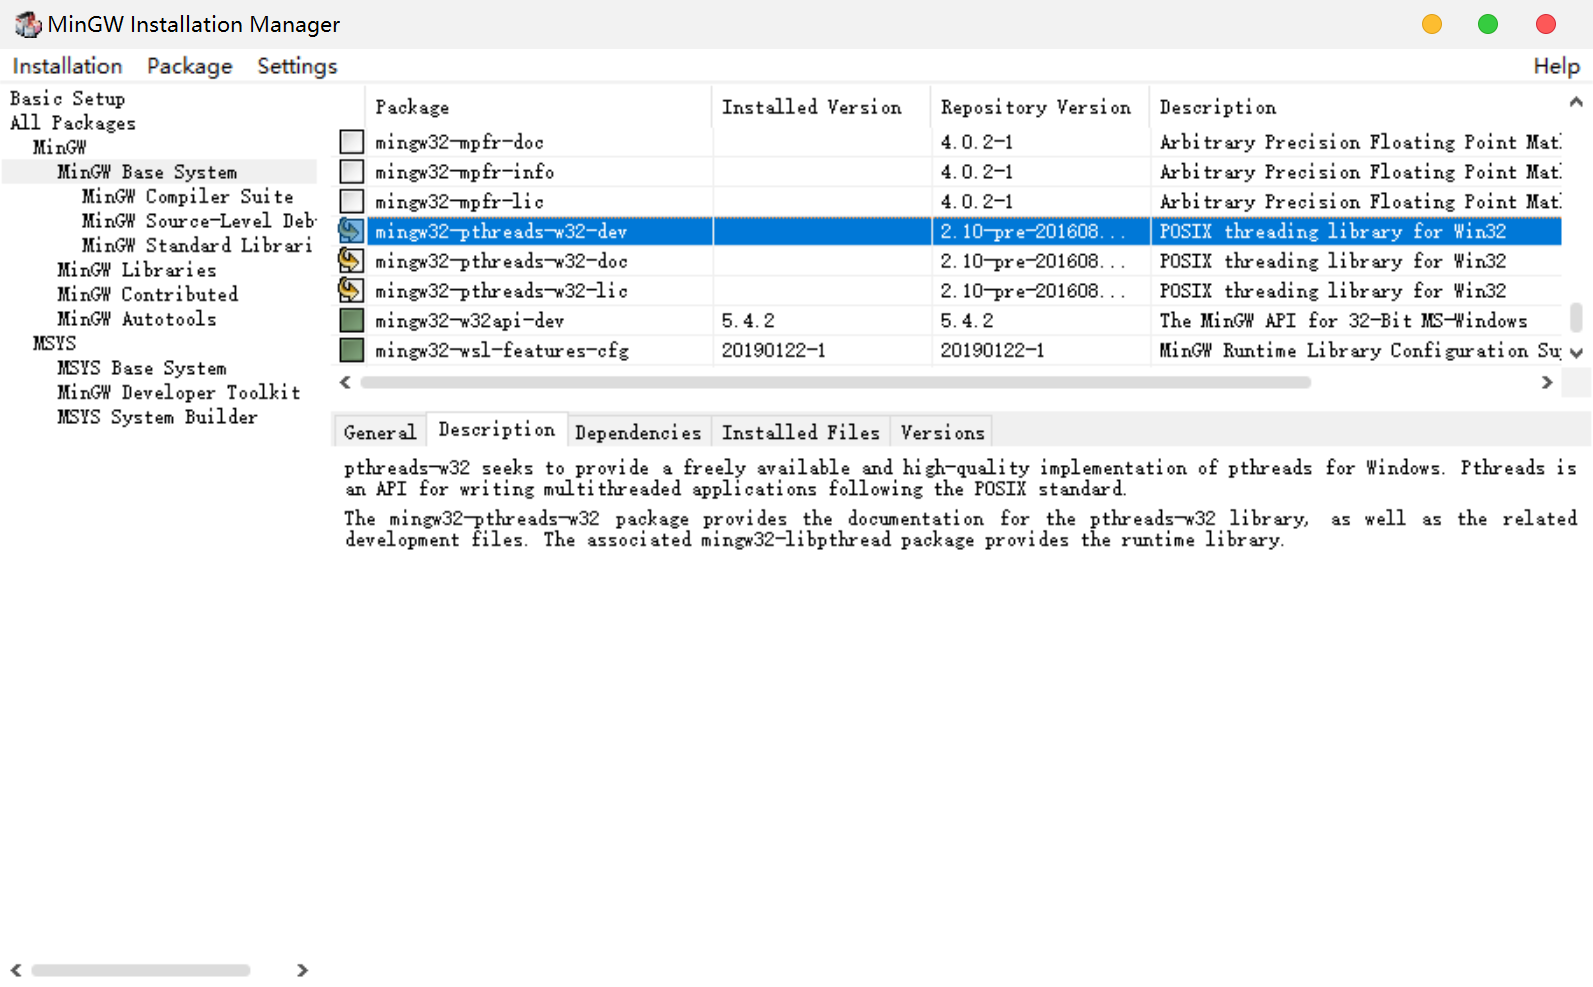 MinGW Installation Manager
Installation Package Settings Help
Basic Setup
All Packages
MinGW
MinGW Base System
MinGW Compiler Suite
MinGW Source-Level Deb
MinGW Standard Librari
MinGW Libraries
MinGW Contributed
MinGW Autotools
MSYS
MSYS Base System
MinGW Developer Toolkit
MSYS System Builder
Package Installed Version Repository Version Description
mingw32-mpfr-doc 4.0.2-1 Arbitrary Precision Floating Point Mat
mingw32-mpfr-info 4.0.2-1 Arbitrary Precision Floating Point Mat
mingw32-mpfr-lic 4.0.2-1 Arbitrary Precision Floating Point Mat
mingw32-pthreads-w32-dev 2.10-pre-201608... POSIX threading library for Win32
mingw32-pthreads-w32-doc 2.10-pre-201608... POSIX threading library for Win32
mingw32-pthreads-w32-lic 2.10-pre-201608... POSIX threading library for Win32
mingw32-w32api-dev 5.4.2 5.4.2 The MinGW API for 32-Bit MS-Windows
mingw32-wsl-features-cfg 20190122-1 20190122-1 MinGW Runtime Library Configuration Su
General Description Dependencies Installed Files Versions
pthreads-w32 seeks to provide a freely available and high-quality implementation of pthreads for Windows. Pthreads is
an API for writing multithreaded applications following the POSIX standard.
The mingw32-pthreads-w32 package provides the documentation for the pthreads-w32 library, as well as the related
development files. The associated mingw32-libpthread package provides the runtime library.